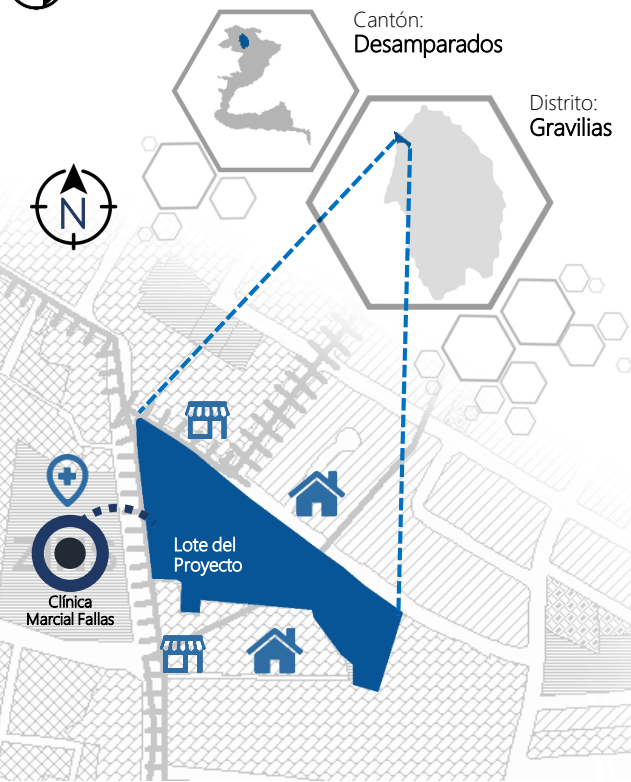 Cantón:
Desamparados
Distrito:
Gravilias
N
Lote del
Proyecto
Clínica
Marcial Fallas